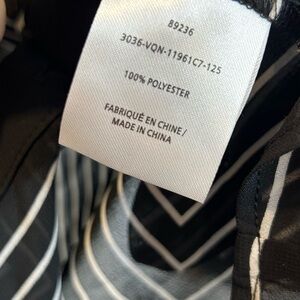 89236
3036-VQN-11961C7-125
100% POLYESTER
FABRIQUÉ EN CHINE/
MADE IN CHINA